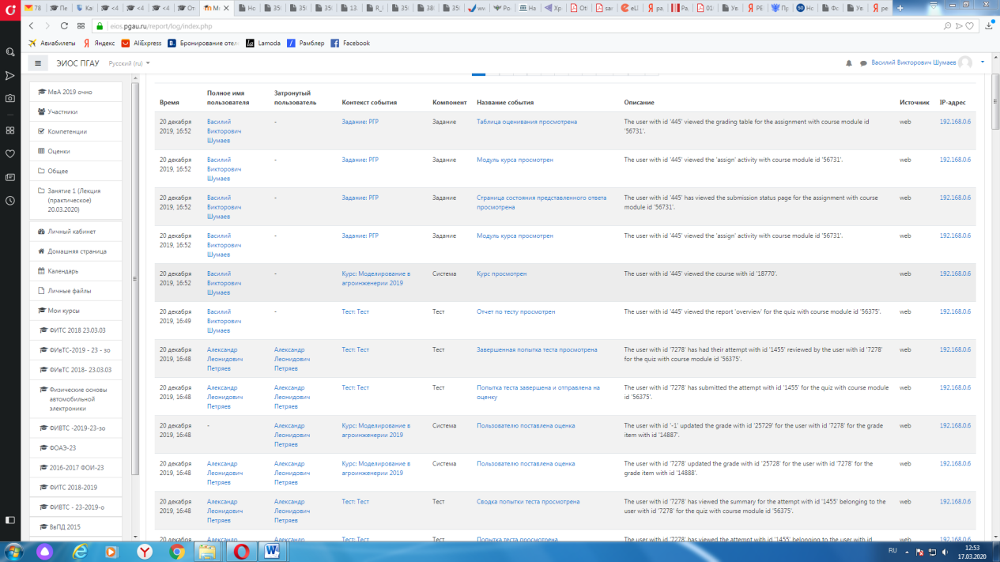 78
Пе
Ка
<4
<4
<4
От
Мо
Но
35
35
35
13
R_I
35
35
38
35
wv
Ро
На
Хр
Otl
sar
eLI
ра
Ра
01
Ув
РЕ
Пр
Но
Фо
Ув
ре
eios.pgau.ru/report/log/index.php
Авиабилеты Яндекс AliExpress Бронирование отеле Lamoda Рамблер Facebook
ЭИОС ПГАУ Русский (ru)
Василий Викторович Шумаев
МвА 2019 очно
Участники
Компетенции
Оценки
Общее
Занятие 1 (Лекция
(практическое)
20.03.2020)
Личный кабинет
Домашняя страница
Календарь
Личные файлы
Мои курсы
ФИТС 2018 23.03.03
ФИвТС-2019 - 23 - зо
ФИвТС 2018- 23.03.03
Физические основы
автомобильной
электроники
ФИВТС -2019-23-зо
ФОАЭ-23
2016-2017 ФОИ-23
ФИТС 2018-2019
ФИВТС - 23-2019-о
ВвПД 2015
Время Полное имя пользователя Затронутый пользователь Контекст события Компонент Название события Описание Источник IP-адрес
20 декабря 2019, 16:52 Василий Викторович Шумаев - Задание: РГР Задание Таблица оценивания просмотрена The user with id '445' viewed the grading table for the assignment with course module id '56731'. web 192.168.0.6
20 декабря 2019, 16:52 Василий Викторович Шумаев - Задание: РГР Задание Модуль курса просмотрен The user with id '445' viewed the 'assign' activity with course module id '56731'. web 192.168.0.6
20 декабря 2019, 16:52 Василий Викторович Шумаев - Задание: РГР Задание Страница состояния представленного ответа просмотрена The user with id '445' has viewed the submission status page for the assignment with course module id '56731'. web 192.168.0.6
20 декабря 2019, 16:52 Василий Викторович Шумаев - Задание: РГР Задание Модуль курса просмотрен The user with id '445' viewed the 'assign' activity with course module id '56731'. web 192.168.0.6
20 декабря 2019, 16:52 Василий Викторович Шумаев - Курс: Моделирование в агроинженерии 2019 Система Курс просмотрен The user with id '445' viewed the course with id '18770'. web 192.168.0.6
20 декабря 2019, 16:49 Василий Викторович Шумаев - Тест: Тест Тест Отчет по тесту просмотрен The user with id '445' viewed the report 'overview' for the quiz with course module id '56375'. web 192.168.0.6
20 декабря 2019, 16:48 Александр Леонидович Петряев Александр Леонидович Петряев Тест: Тест Тест Завершенная попытка теста просмотрена The user with id '7278' has had their attempt with id '1455' reviewed by the user with id '7278' for the quiz with course module id '56375'. web 192.168.0.6
20 декабря 2019, 16:48 Александр Леонидович Петряев Александр Леонидович Петряев Тест: Тест Тест Попытка теста завершена и отправлена на оценку The user with id '7278' has submitted the attempt with id '1455' for the quiz with course module id '56375'. web 192.168.0.6
20 декабря 2019, 16:48 - Александр Леонидович Петряев Курс: Моделирование в агроинженерии 2019 Система Пользователю поставлена оценка The user with id '-1' updated the grade with id '25729' for the user with id '7278' for the grade item with id '14887'. web 192.168.0.6
20 декабря 2019, 16:48 Александр Леонидович Петряев Александр Леонидович Петряев Курс: Моделирование в агроинженерии 2019 Система Пользователю поставлена оценка The user with id '7278' updated the grade with id '25728' for the user with id '7278' for the grade item with id '14888'. web 192.168.0.6
20 декабря 2019, 16:48 Александр Леонидович Петряев Александр Леонидович Петряев Тест: Тест Тест Сводка попытки теста просмотрена The user with id '7278' has viewed the summary for the attempt with id '1455' belonging to the user with id '7278' for the quiz with course module id '56375'. web 192.168.0.6
20 декабря Александр Александр Тест: Тест Тест Попытка теста просмотрена The user with id '7278' has viewed the attempt with id '1455' belonging to the user with id web 192.168.0.6
RU
12:53
17.03.2020